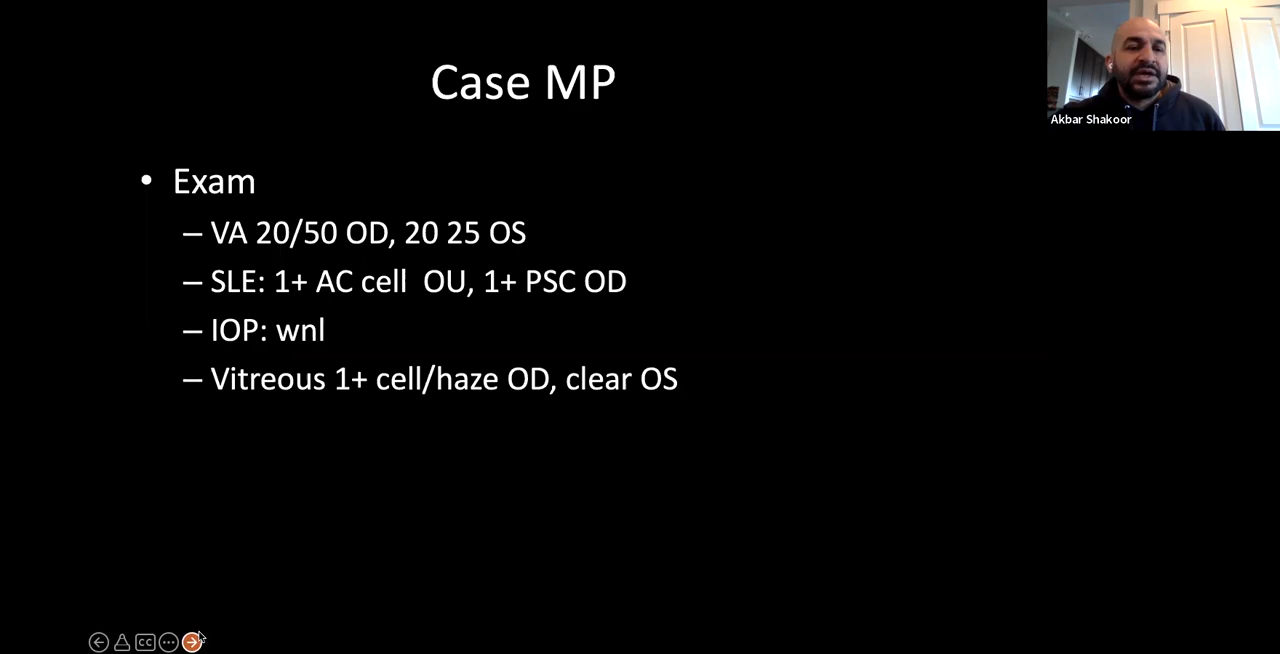 Case MP
Akbar Shakoor
• Exam
– VA 20/50 OD, 20 25 OS
– SLE: 1+ AC cell  OU, 1+ PSC OD
– IOP: wnl
– Vitreous 1+ cell/haze OD, clear OS
CC